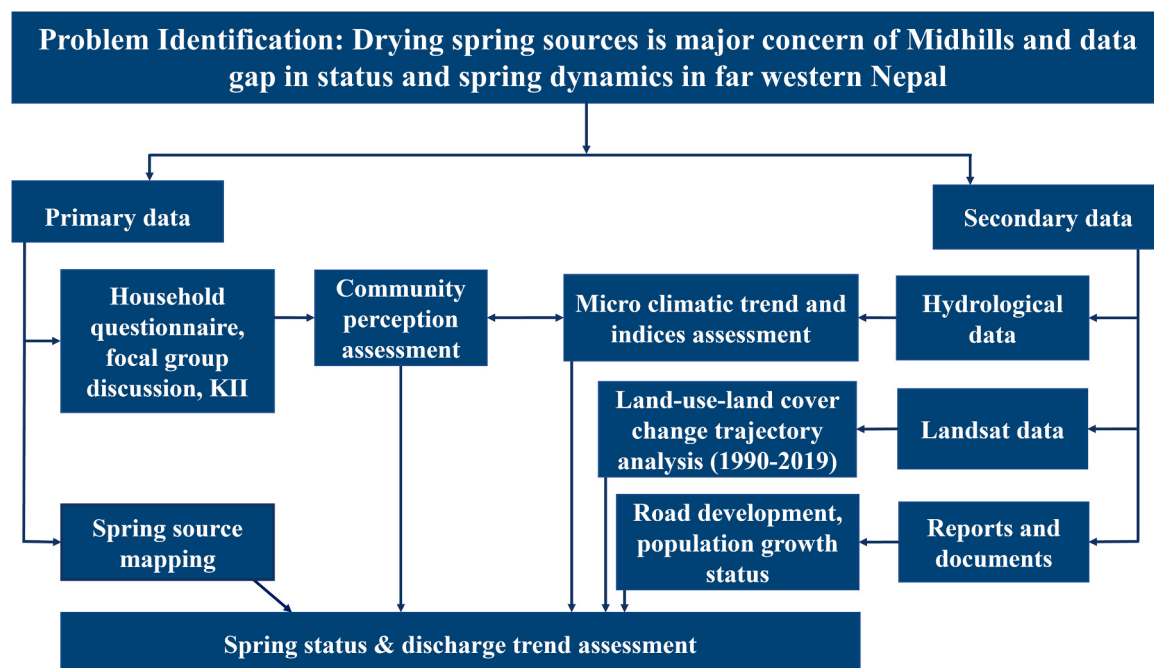 Problem Identification: Drying spring sources is major concern of Midhills and data
gap in status and spring dynamics in far western Nepal
Primary data
Secondary data
Household
questionnaire,
focal group
discussion, KII
Community
perception
assessment
Micro climatic trend and
indices assessment
Hydrological
data
Land-use-land cover
change trajectory
analysis (1990-2019)
Landsat data
Spring source
mapping
Road development,
population growth
status
Reports and
documents
Spring status & discharge trend assessment